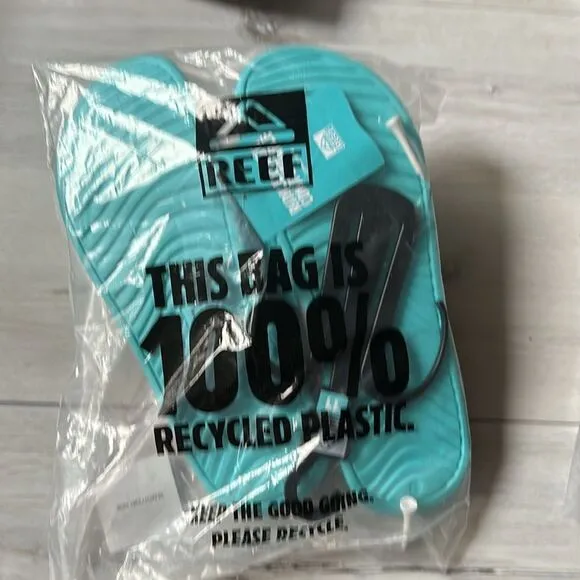 REEF
THIS BAG IS
100%
RECYCLED PLASTIC.
KEEP THE GOOD GOING.
PLEASE RECYCLE.